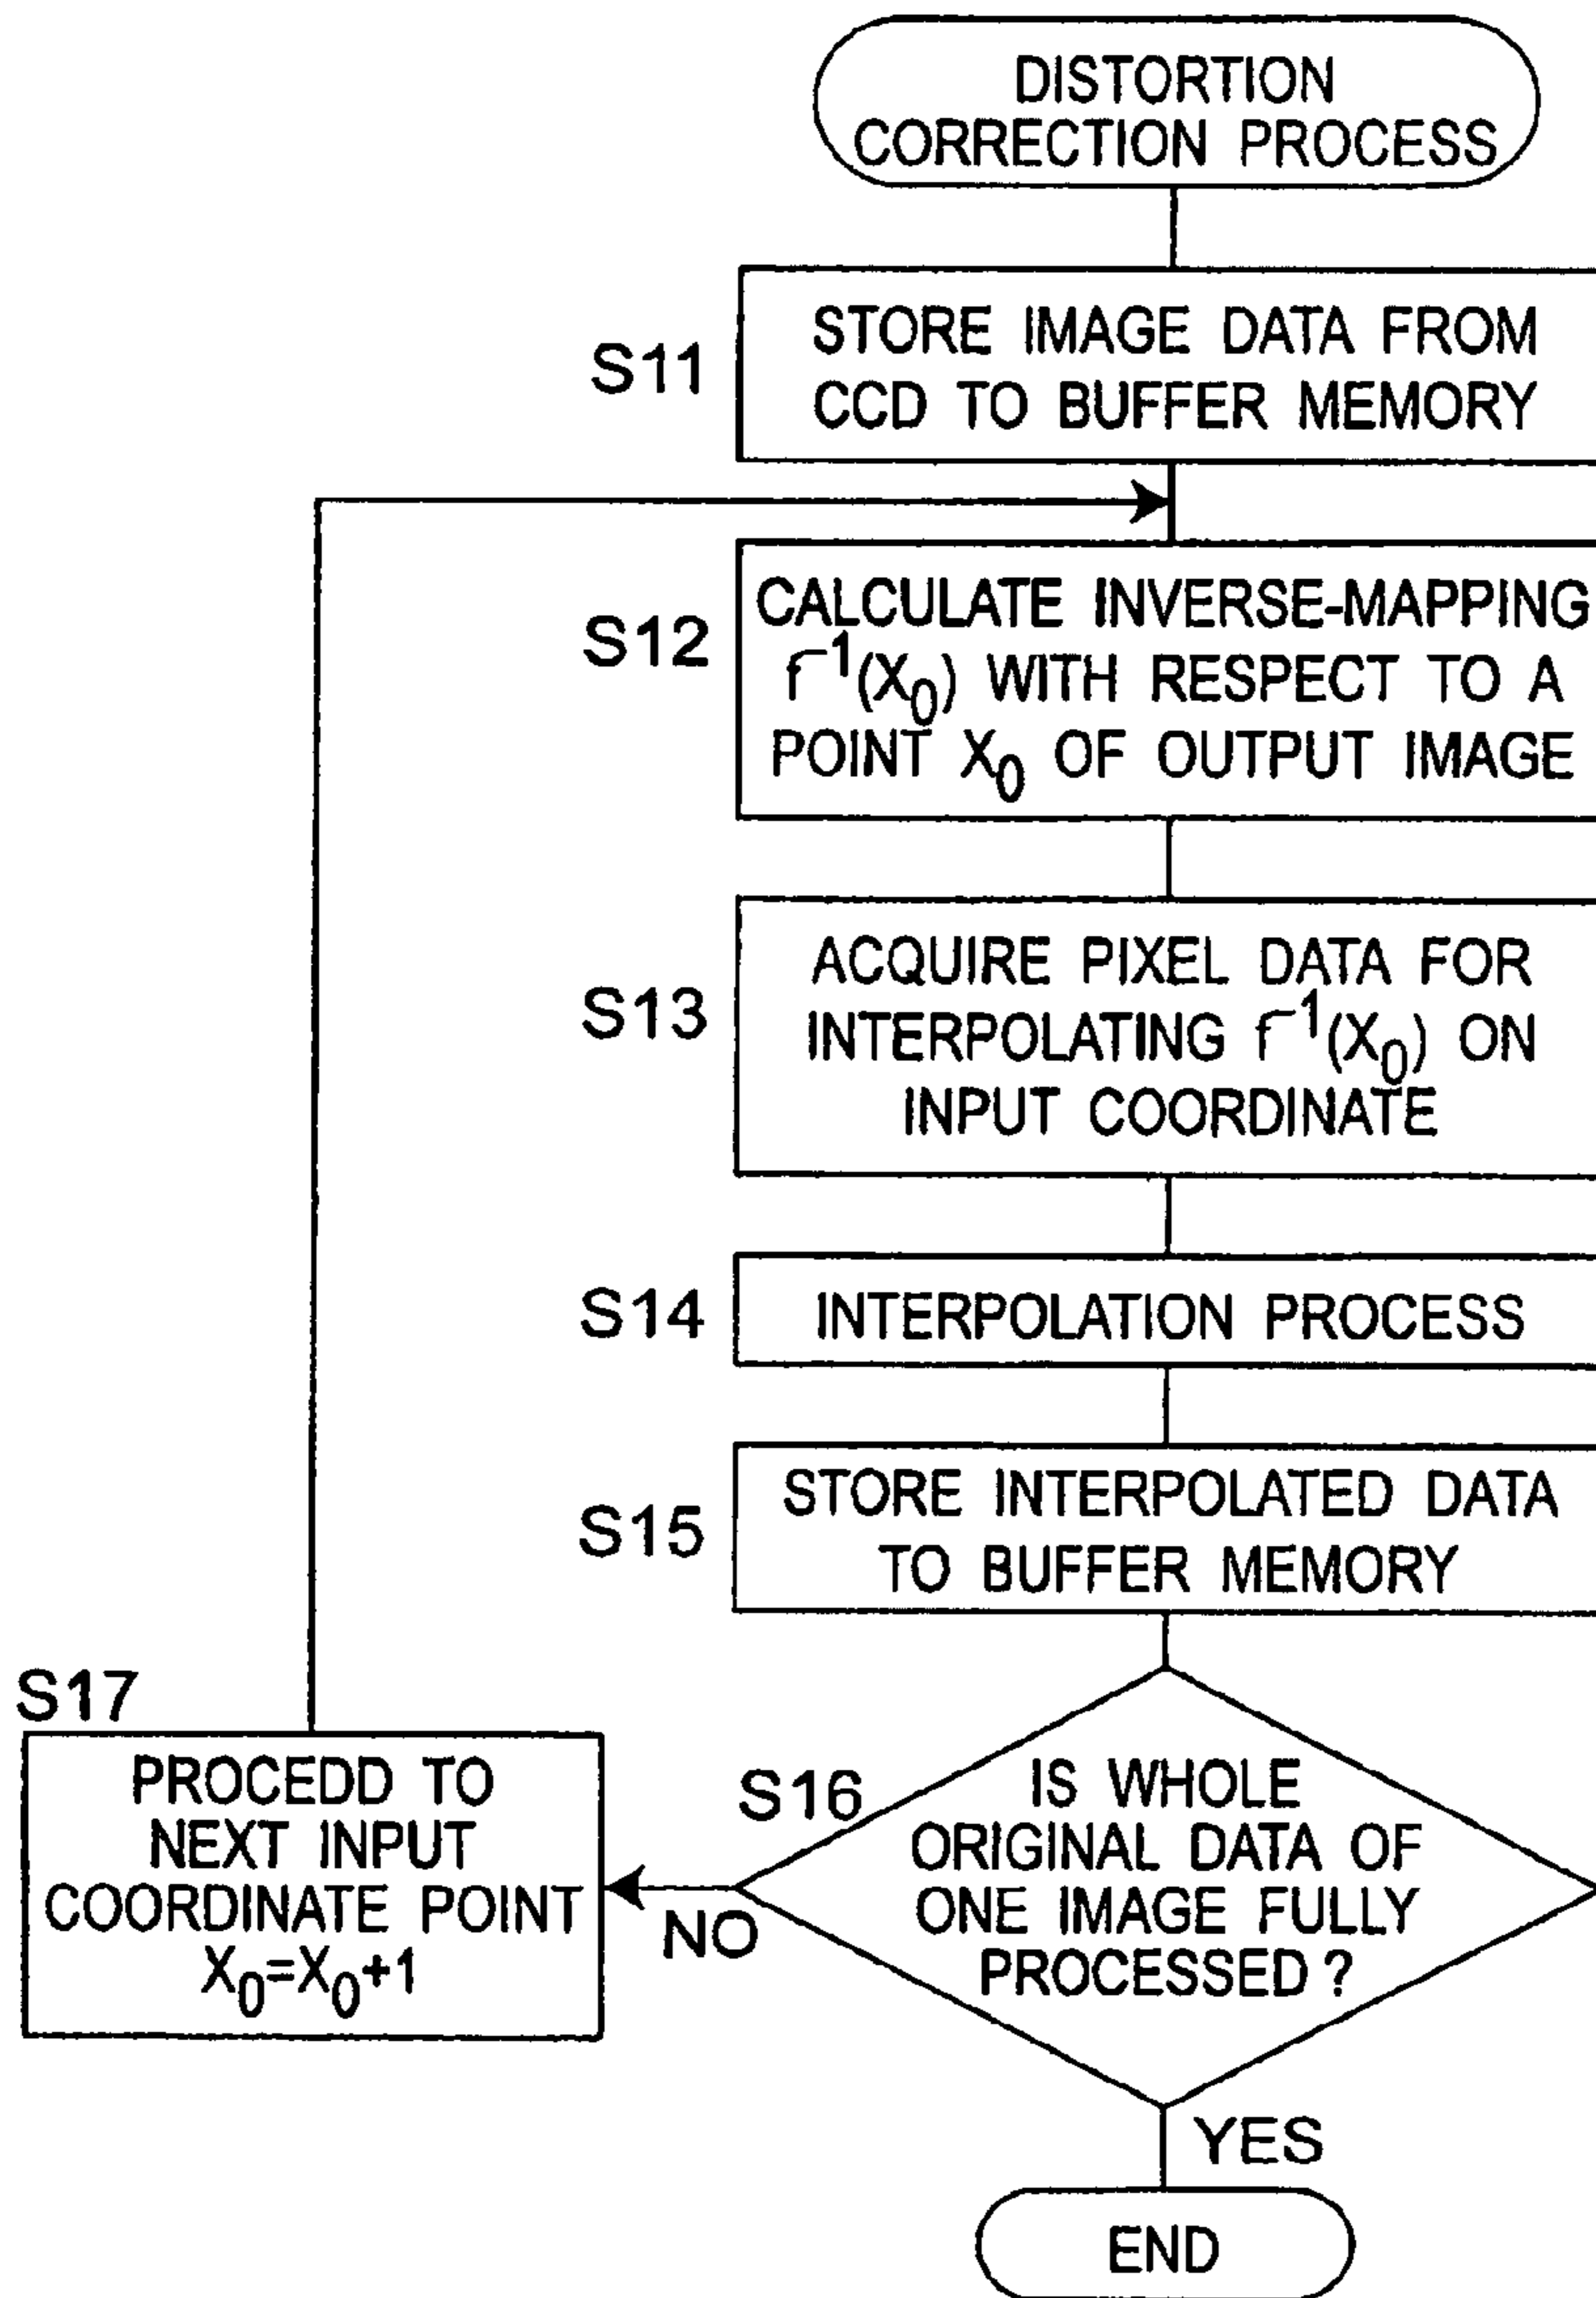 DISTORTION
CORRECTION PROCESS
S11
STORE IMAGE DATA FROM
CCD TO BUFFER MEMORY
S12
CALCULATE INVERSE-MAPPING
f⁻¹(X₀) WITH RESPECT TO A
POINT X₀ OF OUTPUT IMAGE
S13
ACQUIRE PIXEL DATA FOR
INTERPOLATING f⁻¹(X₀) ON
INPUT COORDINATE
S14
INTERPOLATION PROCESS
S15
STORE INTERPOLATED DATA
TO BUFFER MEMORY
S16
IS WHOLE
ORIGINAL DATA OF
ONE IMAGE FULLY
PROCESSED ?
NO
S17
PROCEDD TO
NEXT INPUT
COORDINATE POINT
X₀=X₀+1
YES
END